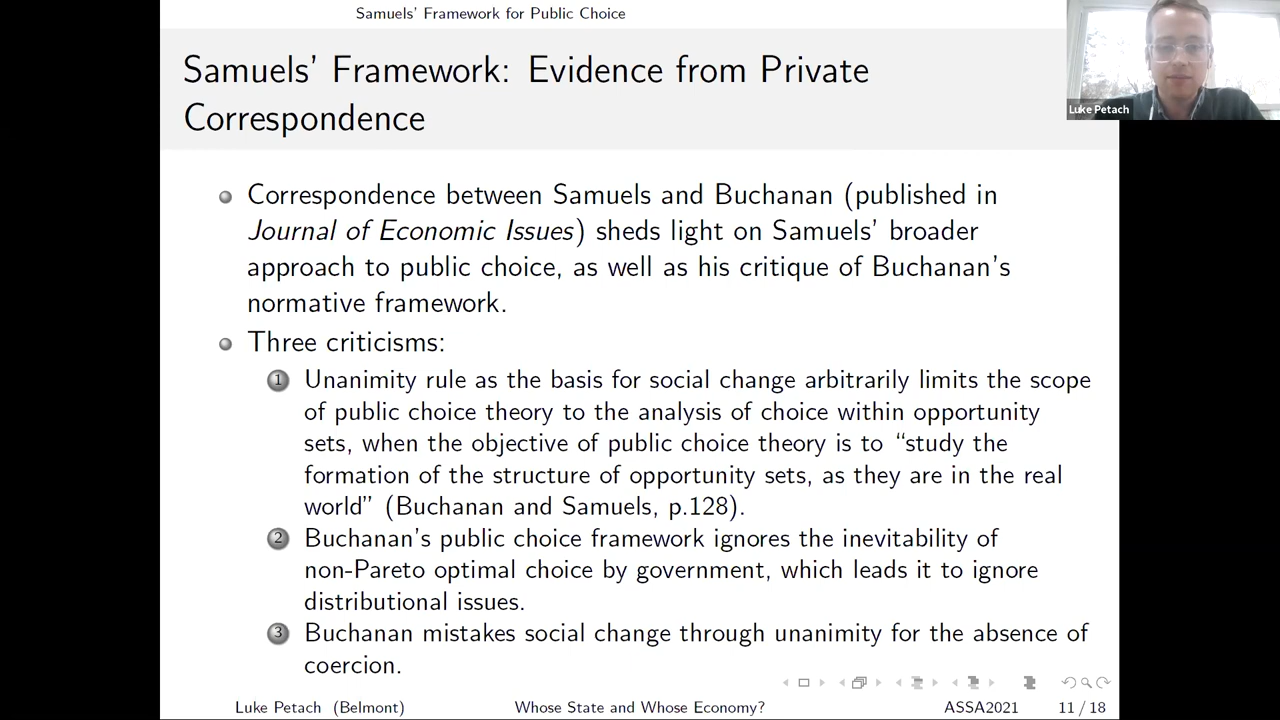 Samuels' Framework for Public Choice
Samuels' Framework: Evidence from Private
Correspondence
Luke Petach
Correspondence between Samuels and Buchanan (published in
Journal of Economic Issues) sheds light on Samuels' broader
approach to public choice, as well as his critique of Buchanan's
normative framework.
Three criticisms:
1 Unanimity rule as the basis for social change arbitrarily limits the scope
of public choice theory to the analysis of choice within opportunity
sets, when the objective of public choice theory is to “study the
formation of the structure of opportunity sets, as they are in the real
world” (Buchanan and Samuels, p.128).
2 Buchanan's public choice framework ignores the inevitability of
non-Pareto optimal choice by government, which leads it to ignore
distributional issues.
3 Buchanan mistakes social change through unanimity for the absence of
coercion.
Luke Petach (Belmont) Whose State and Whose Economy? ASSA2021 11 / 18